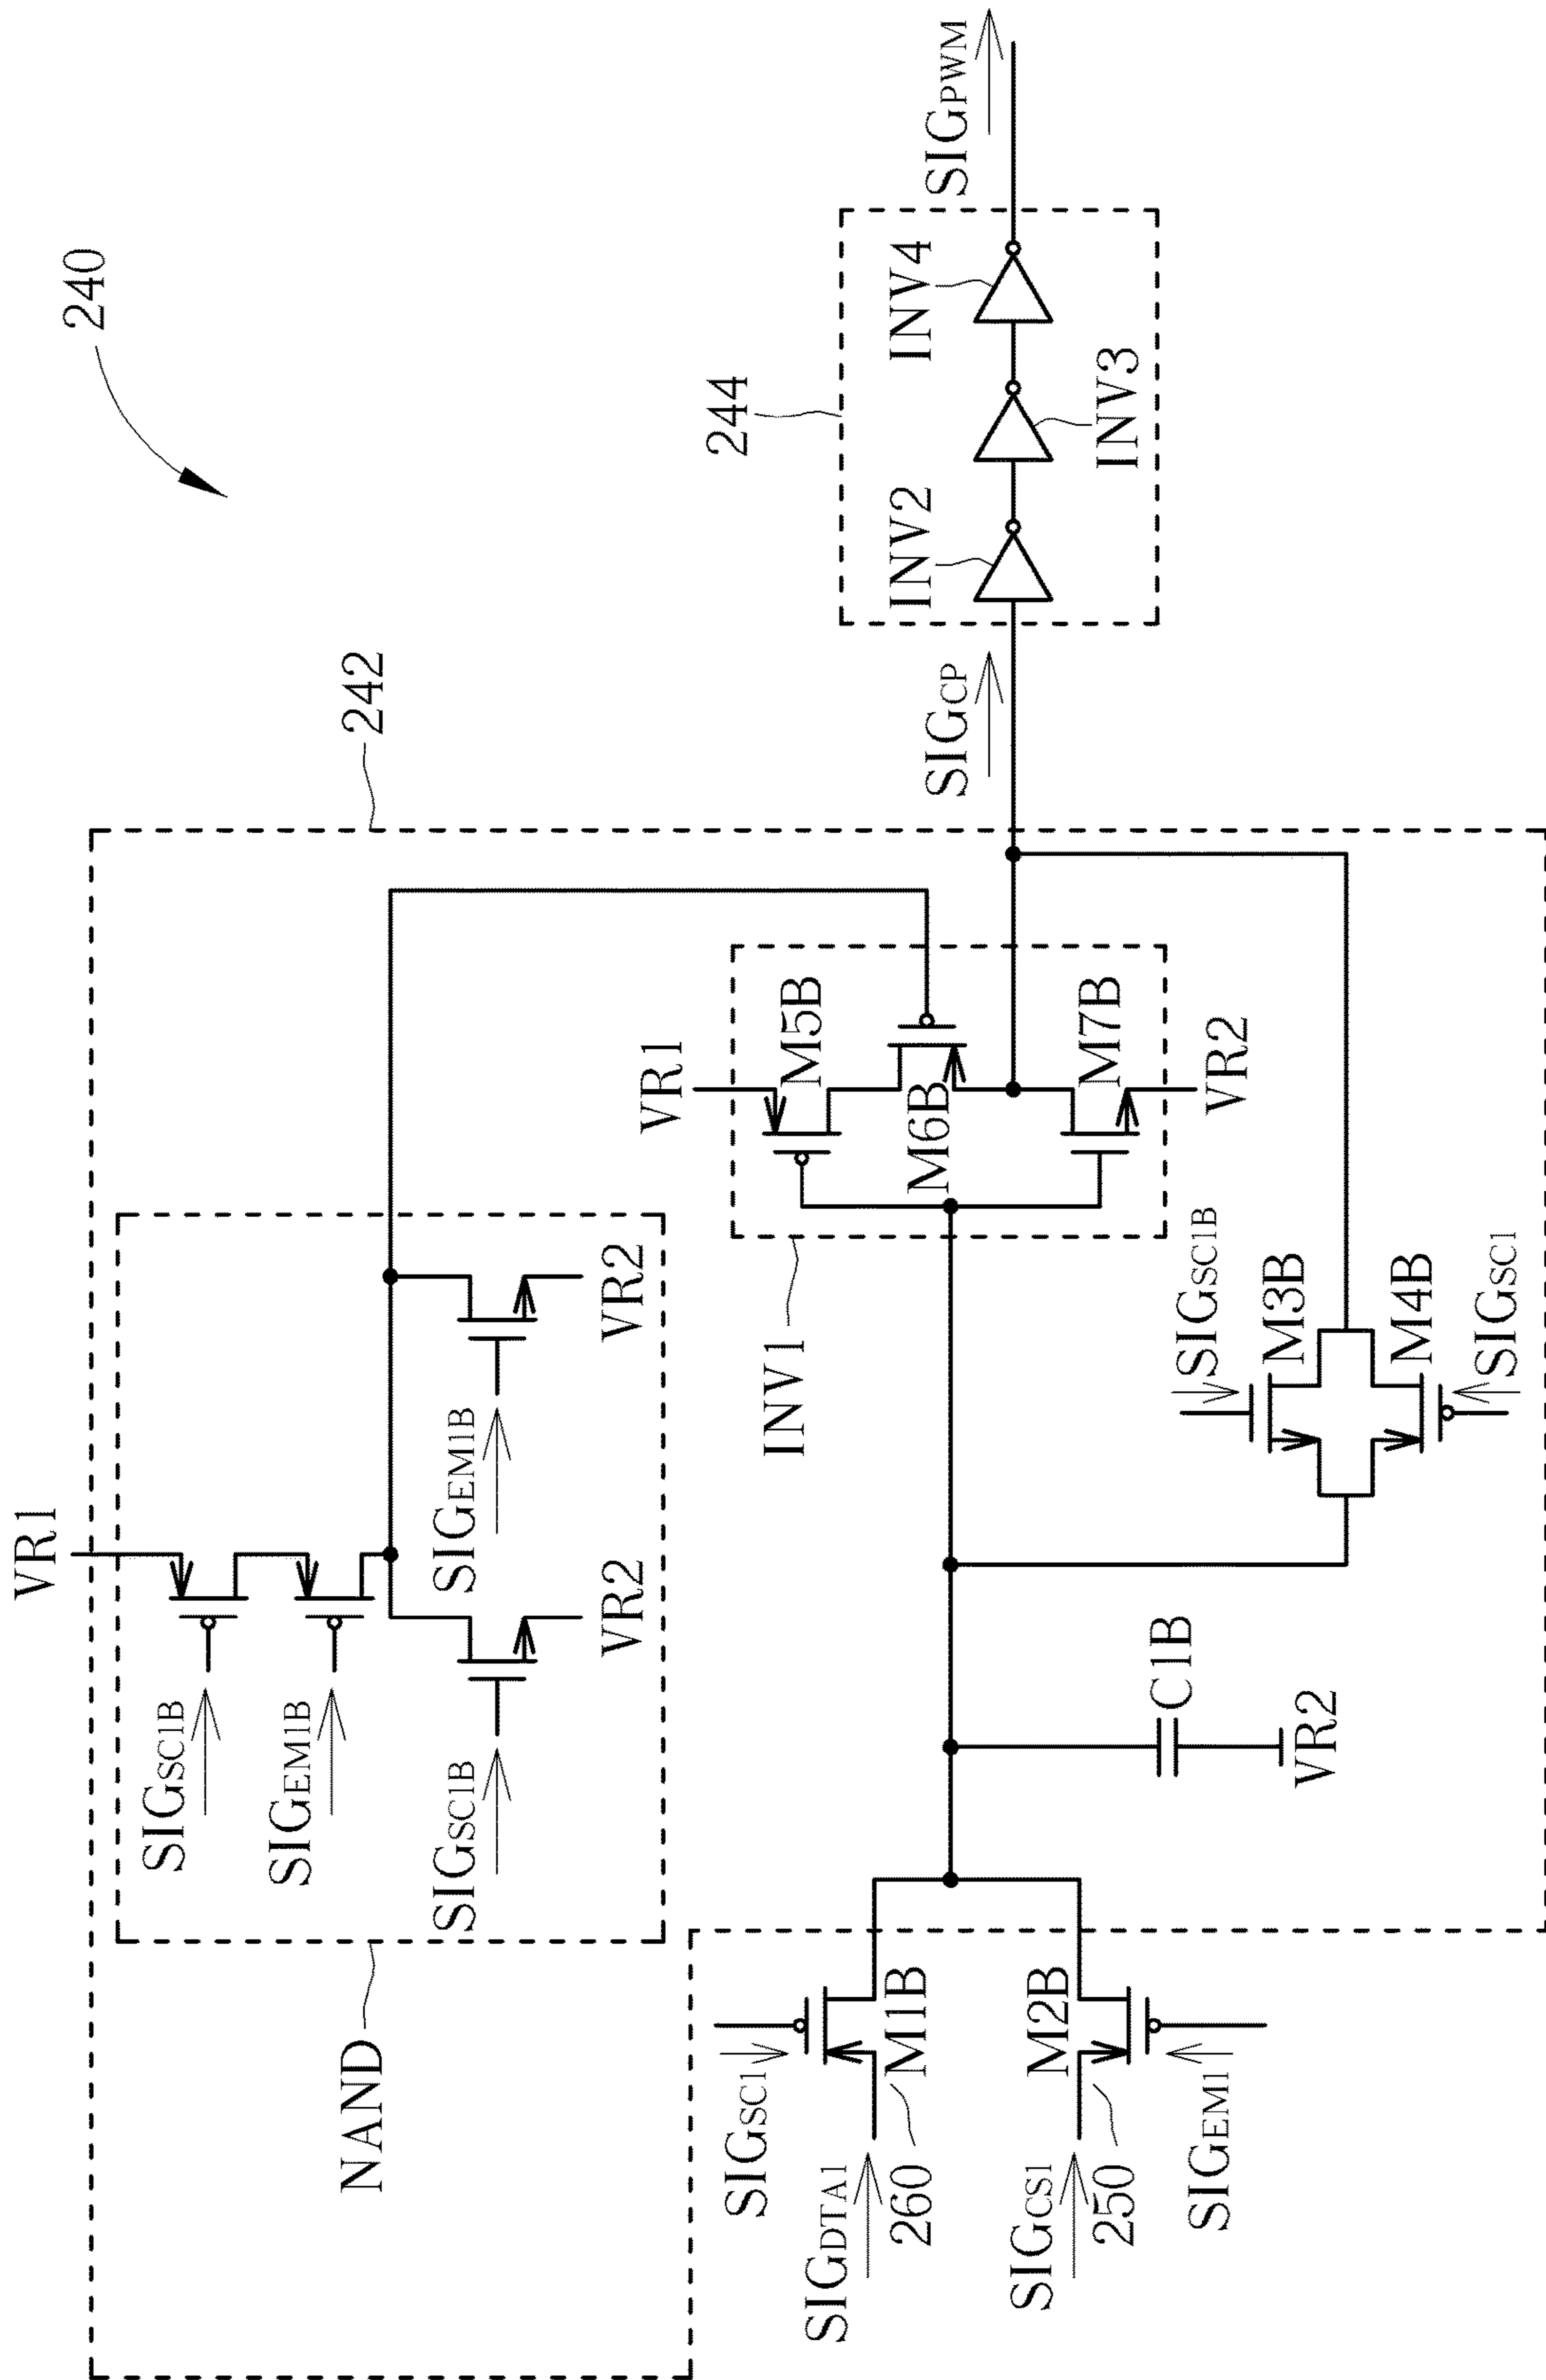 240
242
244
VR1
SIGSC1B
SIGEM1B
SIGSC1B
SIGEM1B
VR2
VR2
NAND
VR1
M5B
M6B
M7B
VR2
INV1
SIGSC1
SIGDTA1
260
M1B
SIGCS1
250
M2B
SIGEM1
C1B
VR2
SIGSC1B
M3B
M4B
SIGSC1
SIGCP
INV2
INV3
INV4
SIGPWM